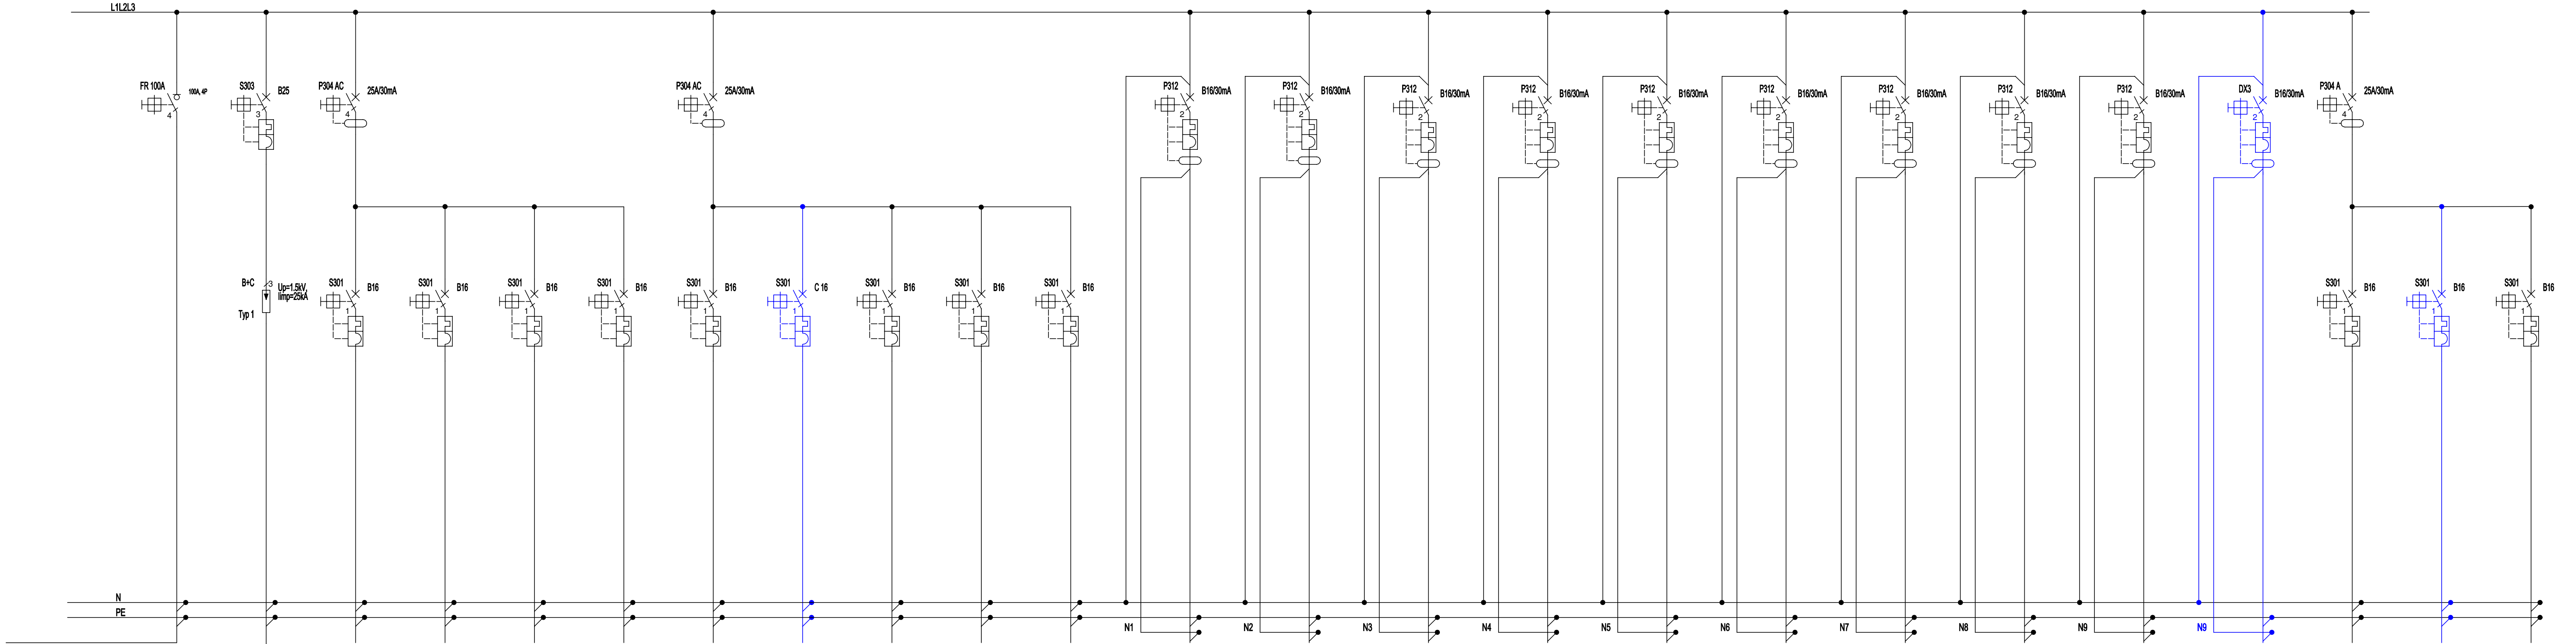 L1L2L3
FR 100A 100A, 4P
4
S303 B25
3
P304 AC 25A/30mA
4
P304 AC 25A/30mA
4
P312 B16/30mA
2
P312 B16/30mA
2
P312 B16/30mA
2
P312 B16/30mA
2
P312 B16/30mA
2
P312 B16/30mA
2
P312 B16/30mA
2
P312 B16/30mA
2
P312 B16/30mA
2
DX3 B16/30mA
2
P304 A 25A/30mA
4
B+C 3 Up=1,5kV,
Iimp=25kA
Typ 1
S301 B16
1
S301 B16
1
S301 B16
1
S301 B16
1
S301 B16
1
S301 C 16
1
S301 B16
1
S301 B16
1
S301 B16
1
S301 B16
1
S301 B16
1
S301 B16
1
N
PE
N1 N2 N3 N4 N5 N6 N7 N8 N9 N9